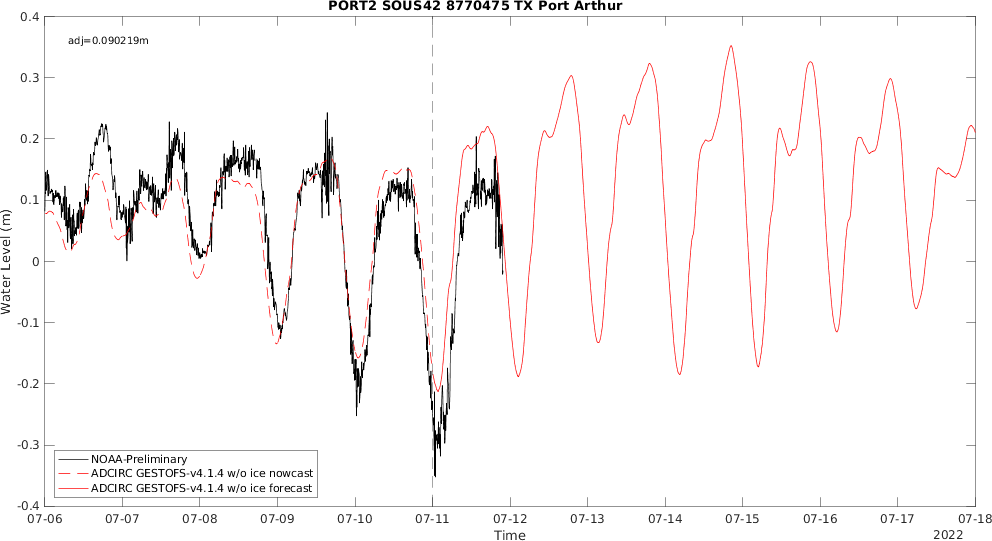 PORT2 SOUS42 8770475 TX Port Arthur
adj=0.090219m
0.4
0.3
0.2
0.1
0
-0.1
-0.2
-0.3
-0.4
Water Level (m)
NOAA-Preliminary
ADCIRC GESTOFS-v4.1.4 w/o ice nowcast
ADCIRC GESTOFS-v4.1.4 w/o ice forecast
07-06 07-07 07-08 07-09 07-10 07-11 07-12 07-13 07-14 07-15 07-16 07-17 07-18
Time
2022